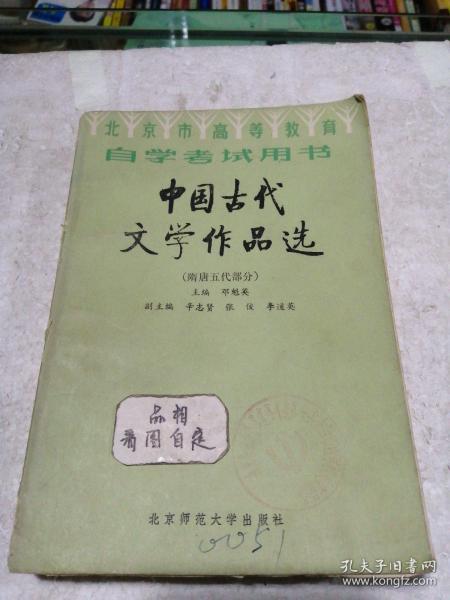 北京市高等教育
自学考试用书
中国古代
文学作品选
(隋唐五代部分)
主编 邓魁英
副主编 辛志贤 张俊 李道英
品相
看图自定
北京师范大学出版社
0051
孔夫子旧书网
www.kongfz.com